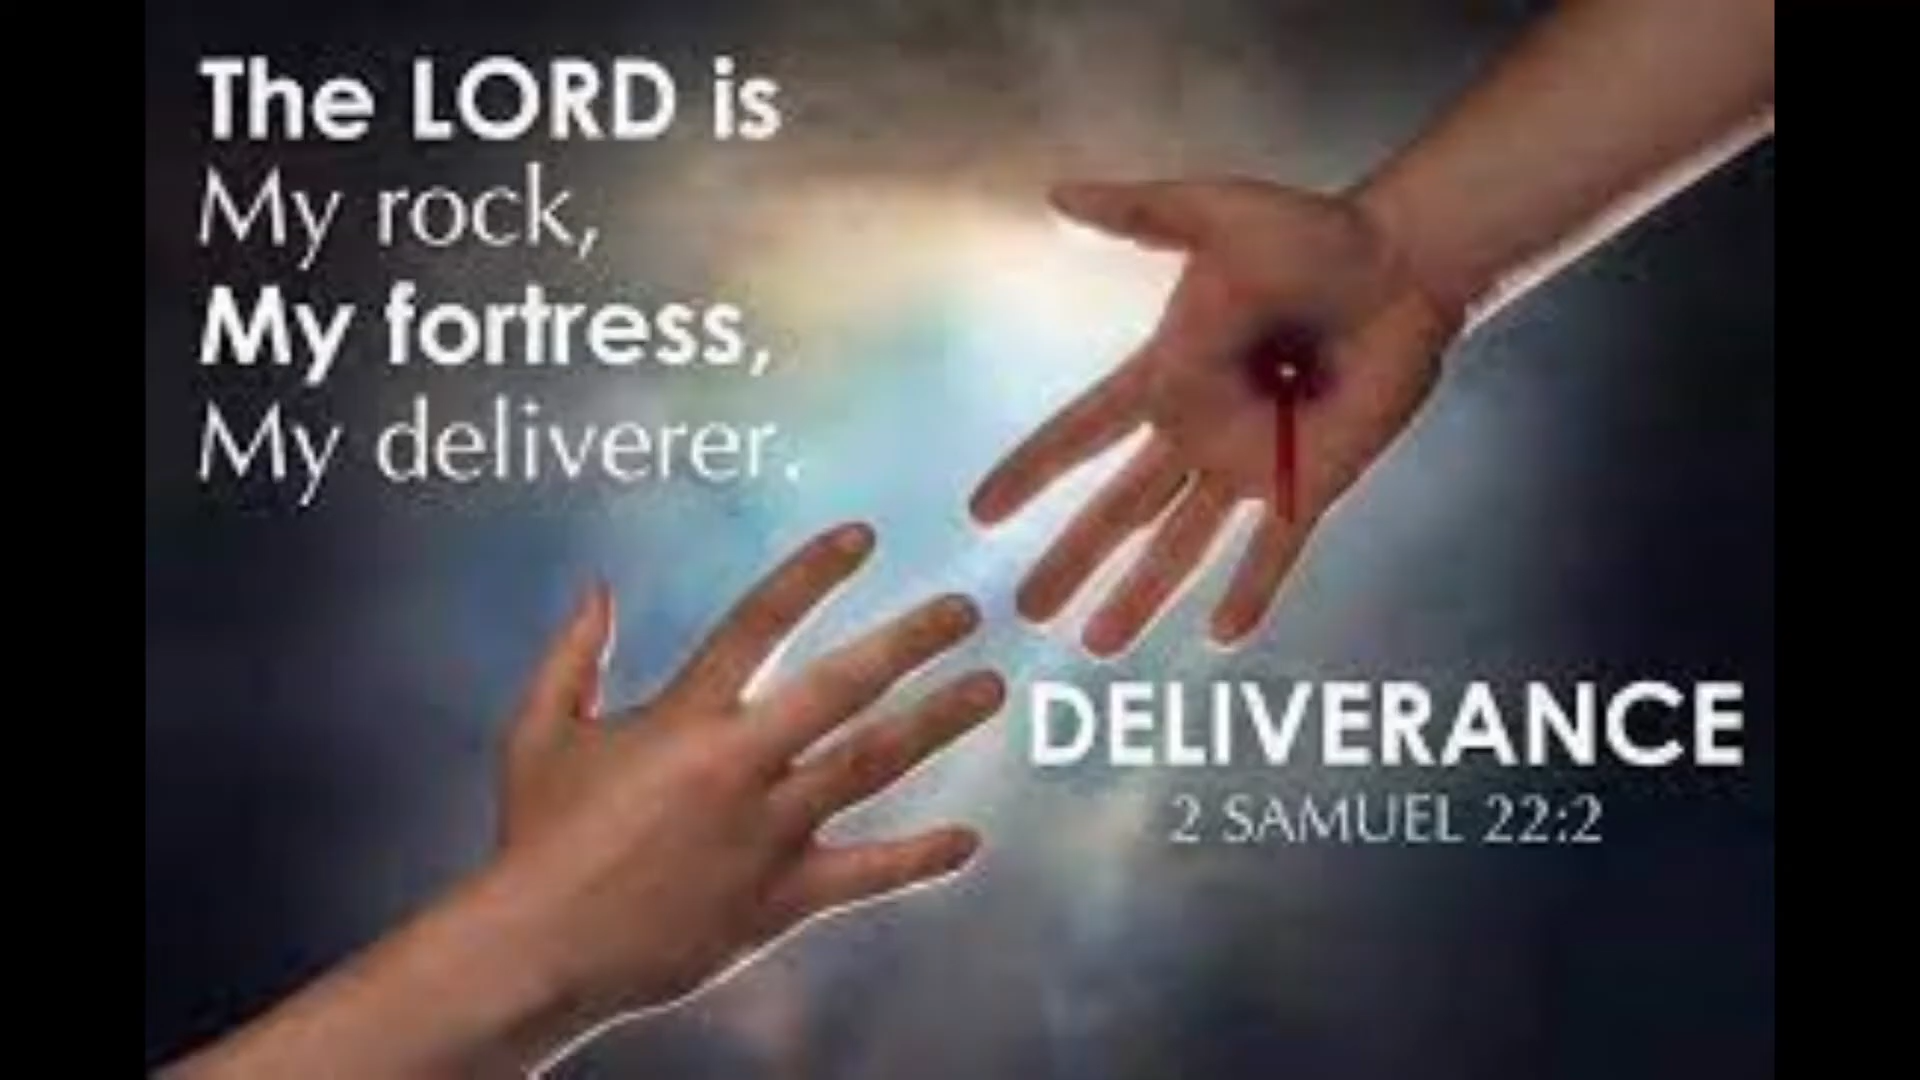 The LORD is
My rock,
My fortress,
My deliverer.
DELIVERANCE
2 SAMUEL 22:2